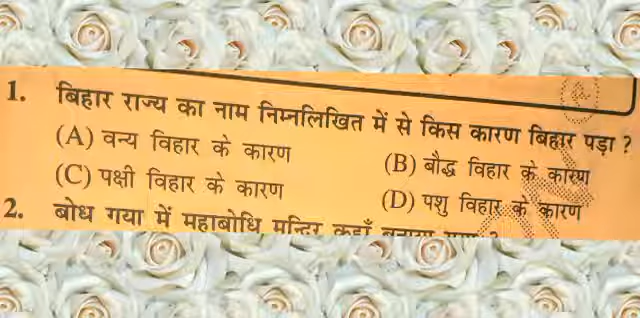 1. बिहार राज्य का नाम निम्नलिखित में से किस कारण बिहार पड़ा ?
(A) वन्य विहार के कारण (B) बौद्ध विहार के कारण
(C) पक्षी विहार के कारण (D) पशु विहार के कारण
2. बोध गया में महाबोधि मन्दिर कहाँ